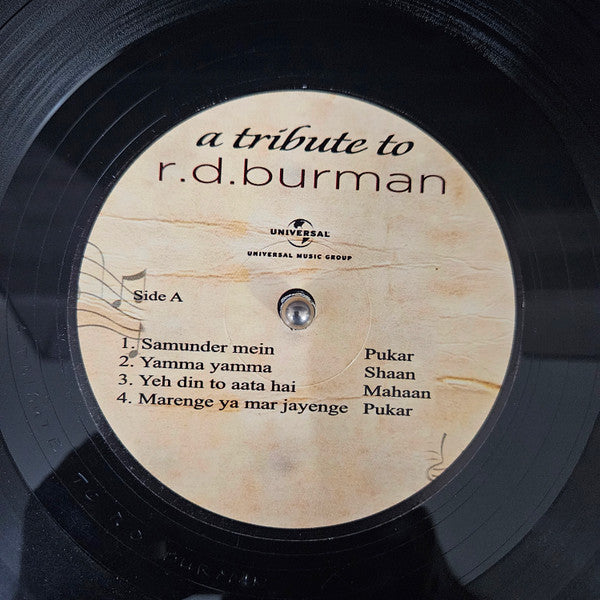 a tribute to
r.d.burman
UNIVERSAL
UNIVERSAL MUSIC GROUP
Side A
1. Samunder mein Pukar
2. Yamma yamma Shaan
3. Yeh din to aata hai Mahaan
4. Marenge ya mar jayenge Pukar